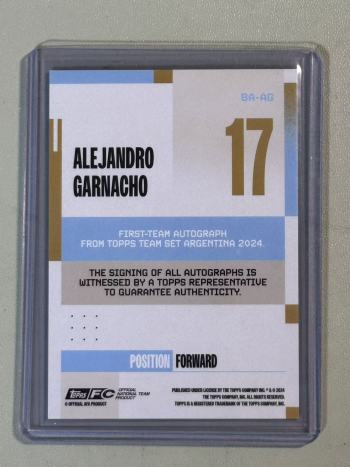 BA-AG
17
ALEJANDRO
GARNACHO
FIRST-TEAM AUTOGRAPH
FROM TOPPS TEAM SET ARGENTINA 2024.
THE SIGNING OF ALL AUTOGRAPHS IS
WITNESSED BY A TOPPS REPRESENTATIVE
TO GUARANTEE AUTHENTICITY.
POSITION FORWARD
TOPPS FC OFFICIAL
NATIONAL TEAM
PRODUCT
© OFFICIAL AFA PRODUCT
PUBLISHED UNDER LICENSE BY THE TOPPS COMPANY INC. ® & © 2024
THE TOPPS COMPANY, INC. ALL RIGHTS RESERVED.
TOPPS IS A REGISTERED TRADEMARK OF THE TOPPS COMPANY, INC.